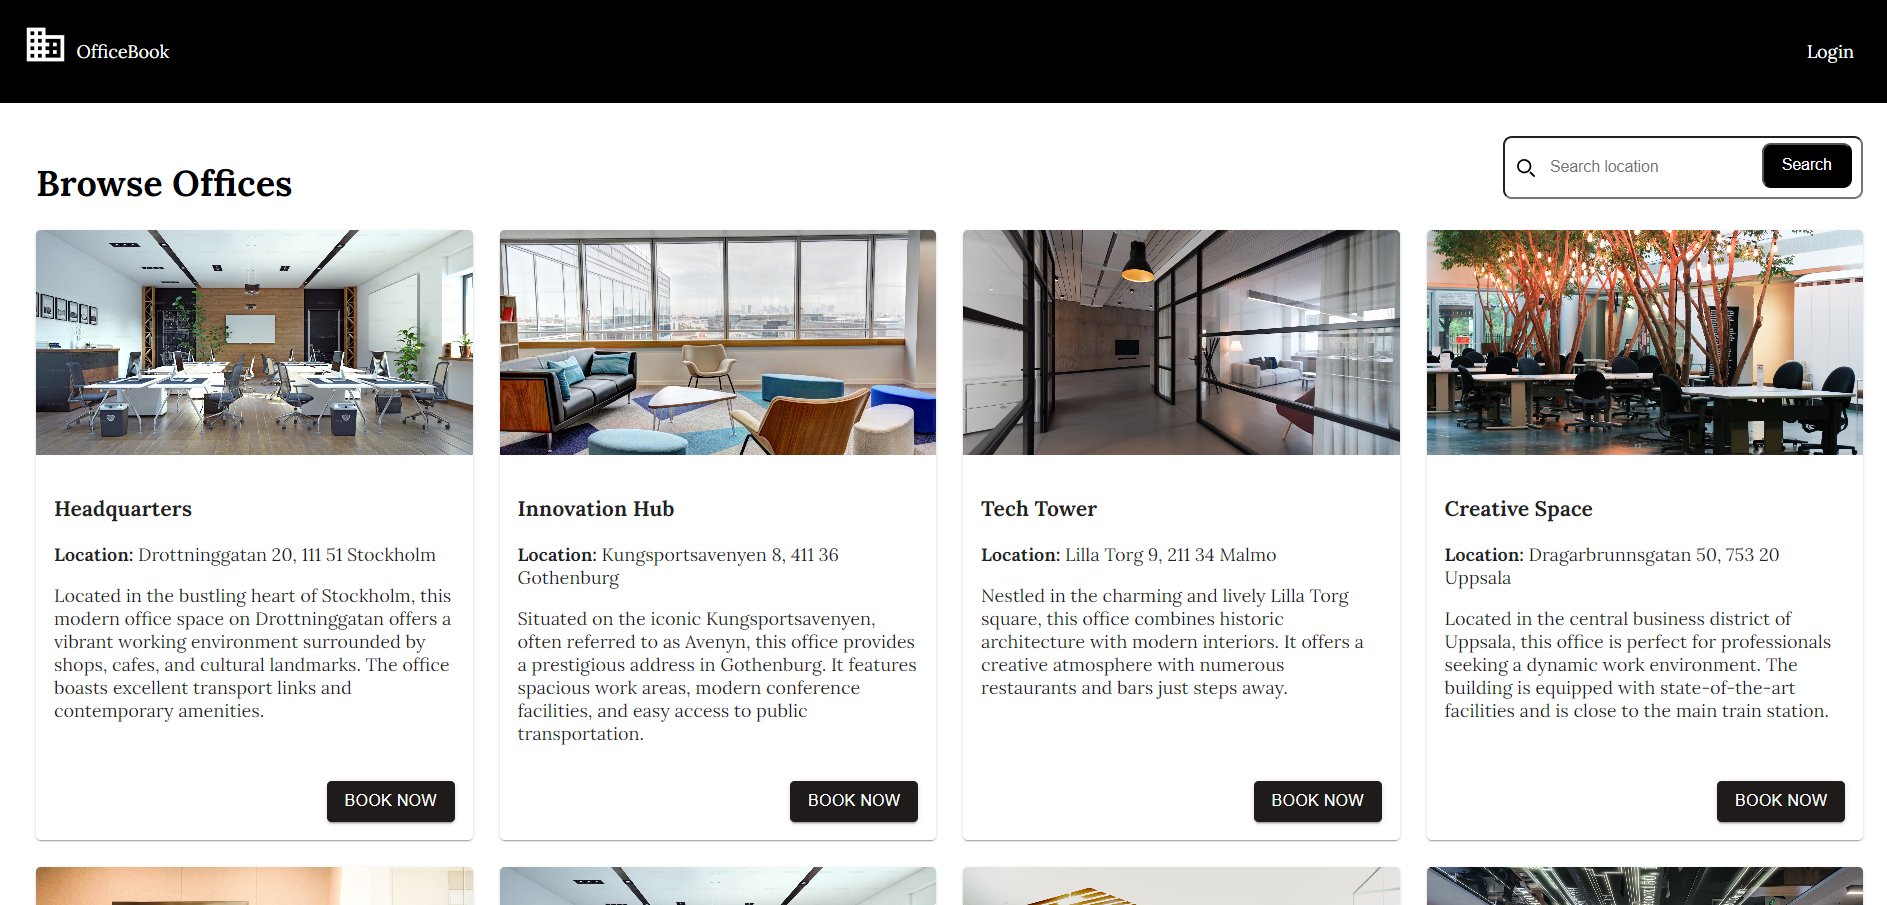 OfficeBook
Login
Browse Offices
Search location
Search
Headquarters
Location: Drottninggatan 20, 111 51 Stockholm
Located in the bustling heart of Stockholm, this
modern office space on Drottninggatan offers a
vibrant working environment surrounded by
shops, cafes, and cultural landmarks. The office
boasts excellent transport links and
contemporary amenities.
BOOK NOW
Innovation Hub
Location: Kungsportsavenyen 8, 411 36
Gothenburg
Situated on the iconic Kungsportsavenyen,
often referred to as Avenyn, this office provides
a prestigious address in Gothenburg. It features
spacious work areas, modern conference
facilities, and easy access to public
transportation.
BOOK NOW
Tech Tower
Location: Lilla Torg 9, 211 34 Malmo
Nestled in the charming and lively Lilla Torg
square, this office combines historic
architecture with modern interiors. It offers a
creative atmosphere with numerous
restaurants and bars just steps away.
BOOK NOW
Creative Space
Location: Dragarbrunnsgatan 50, 753 20
Uppsala
Located in the central business district of
Uppsala, this office is perfect for professionals
seeking a dynamic work environment. The
building is equipped with state-of-the-art
facilities and is close to the main train station.
BOOK NOW